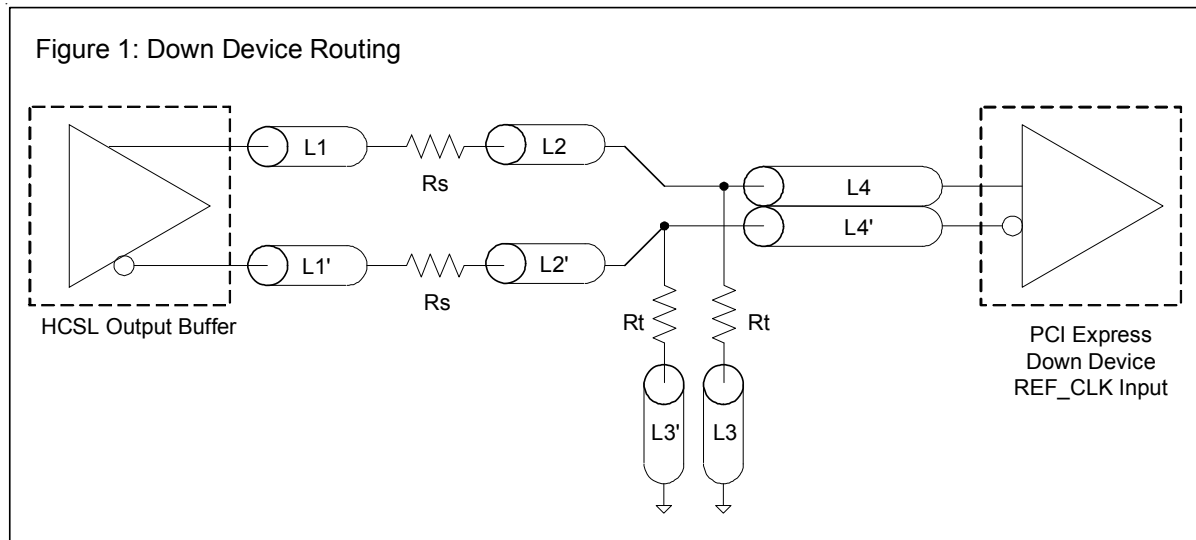 Figure 1: Down Device Routing
L1
Rs
L2
L4
L4'
L1'
Rs
L2'
HCSL Output Buffer
Rt
Rt
L3'
L3
PCI Express
Down Device
REF_CLK Input